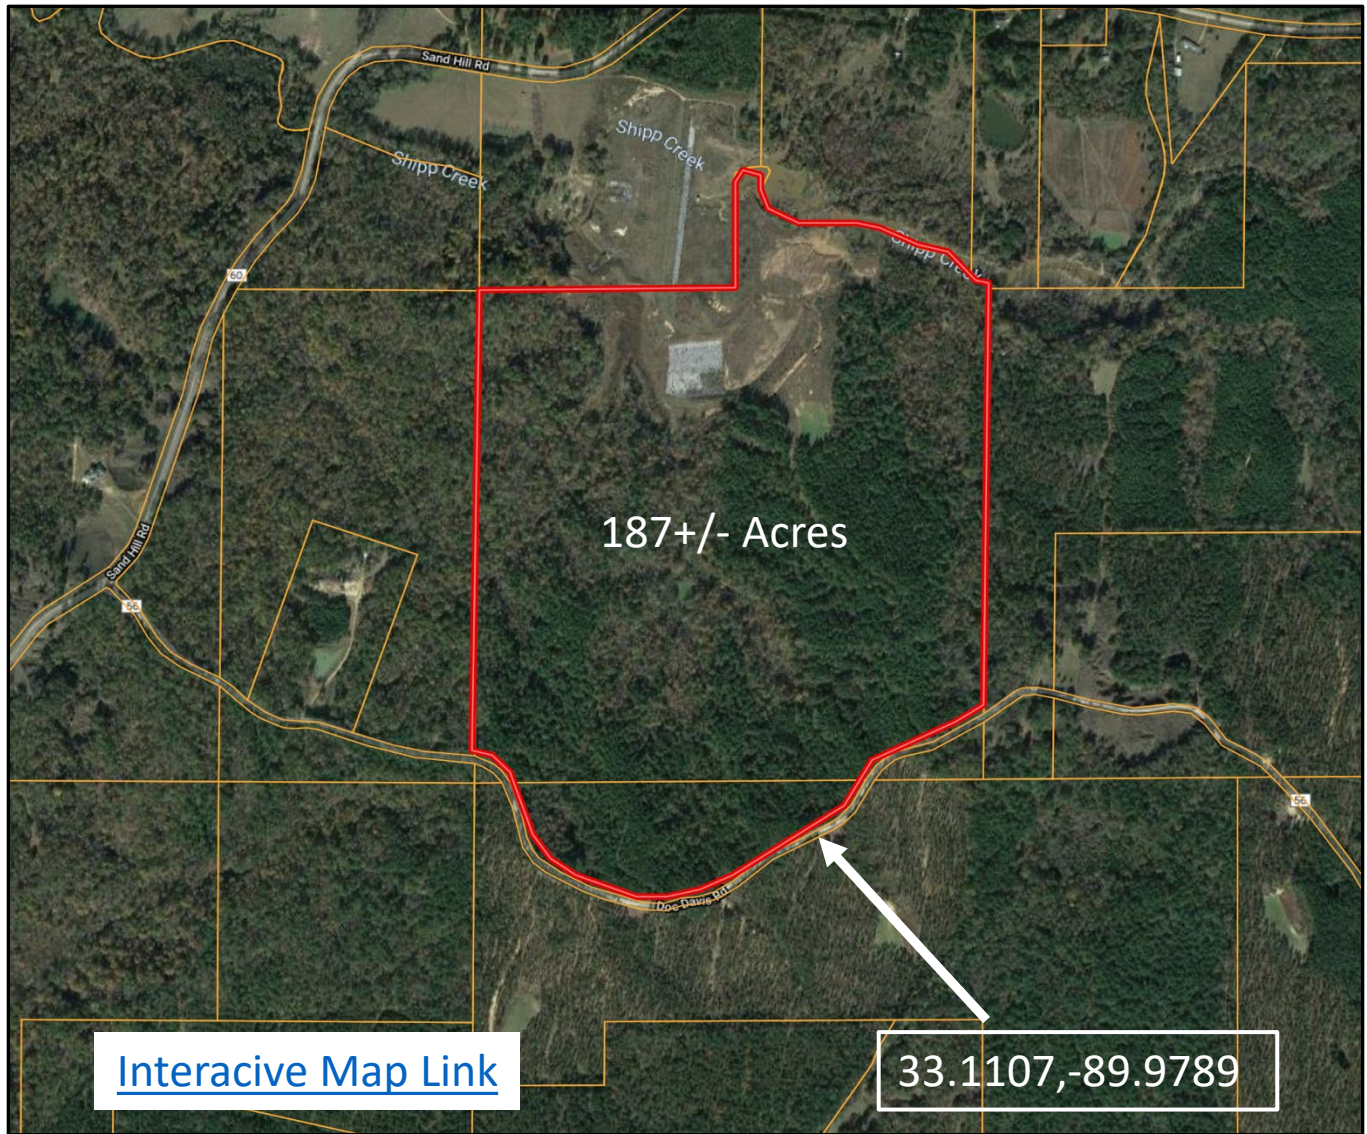 Sand Hill Rd
Shipp Creek
Shipp Creek
Shipp Creek
60
187+/- Acres
Sand Hill Rd
56
56
Doc Davis Rd
Interacive Map Link
33.1107,-89.9789